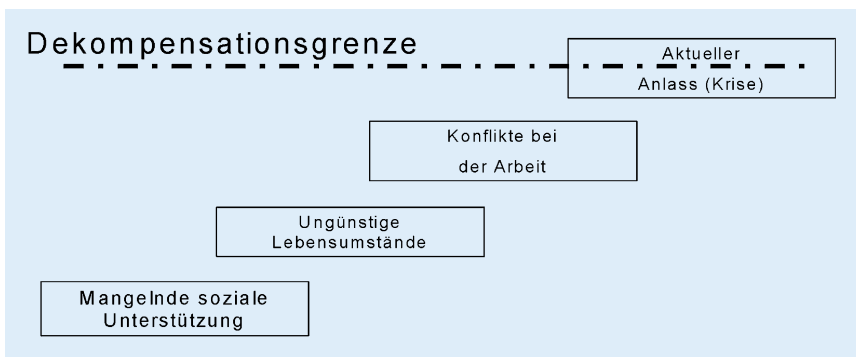 Dekompensationsgrenze
Aktueller
Anlass (Krise)
Konflikte bei
der Arbeit
Ungünstige
Lebensumstände
Mangelnde soziale
Unterstützung